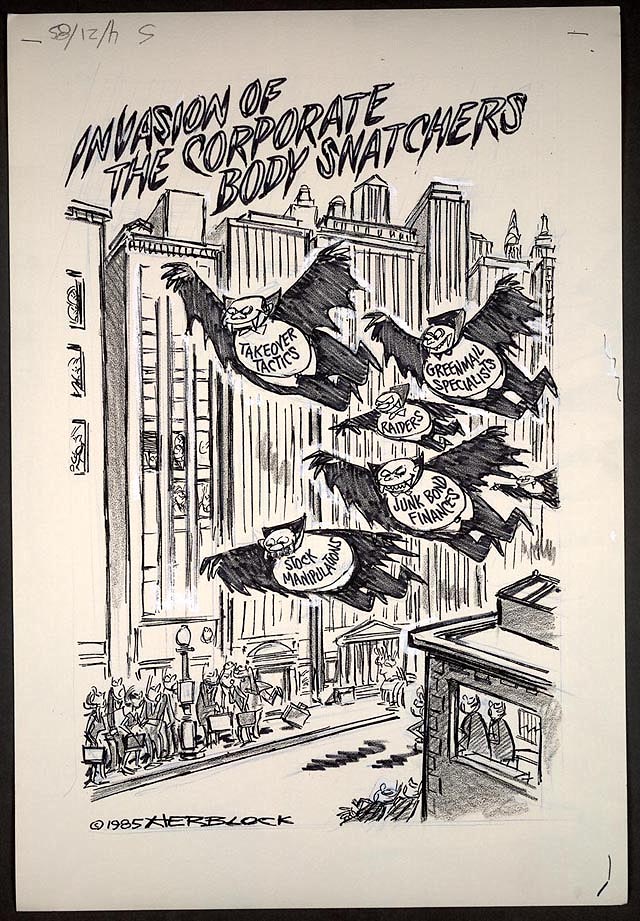 4/21/85 S
INVASION OF
THE CORPORATE
BODY SNATCHERS
TAKEOVER
TACTICS
GREENMAIL
SPECIALISTS
RAIDERS
JUNK BOND
FINANCES
STOCK
MANIPULATIONS
©1985 HERBLOCK